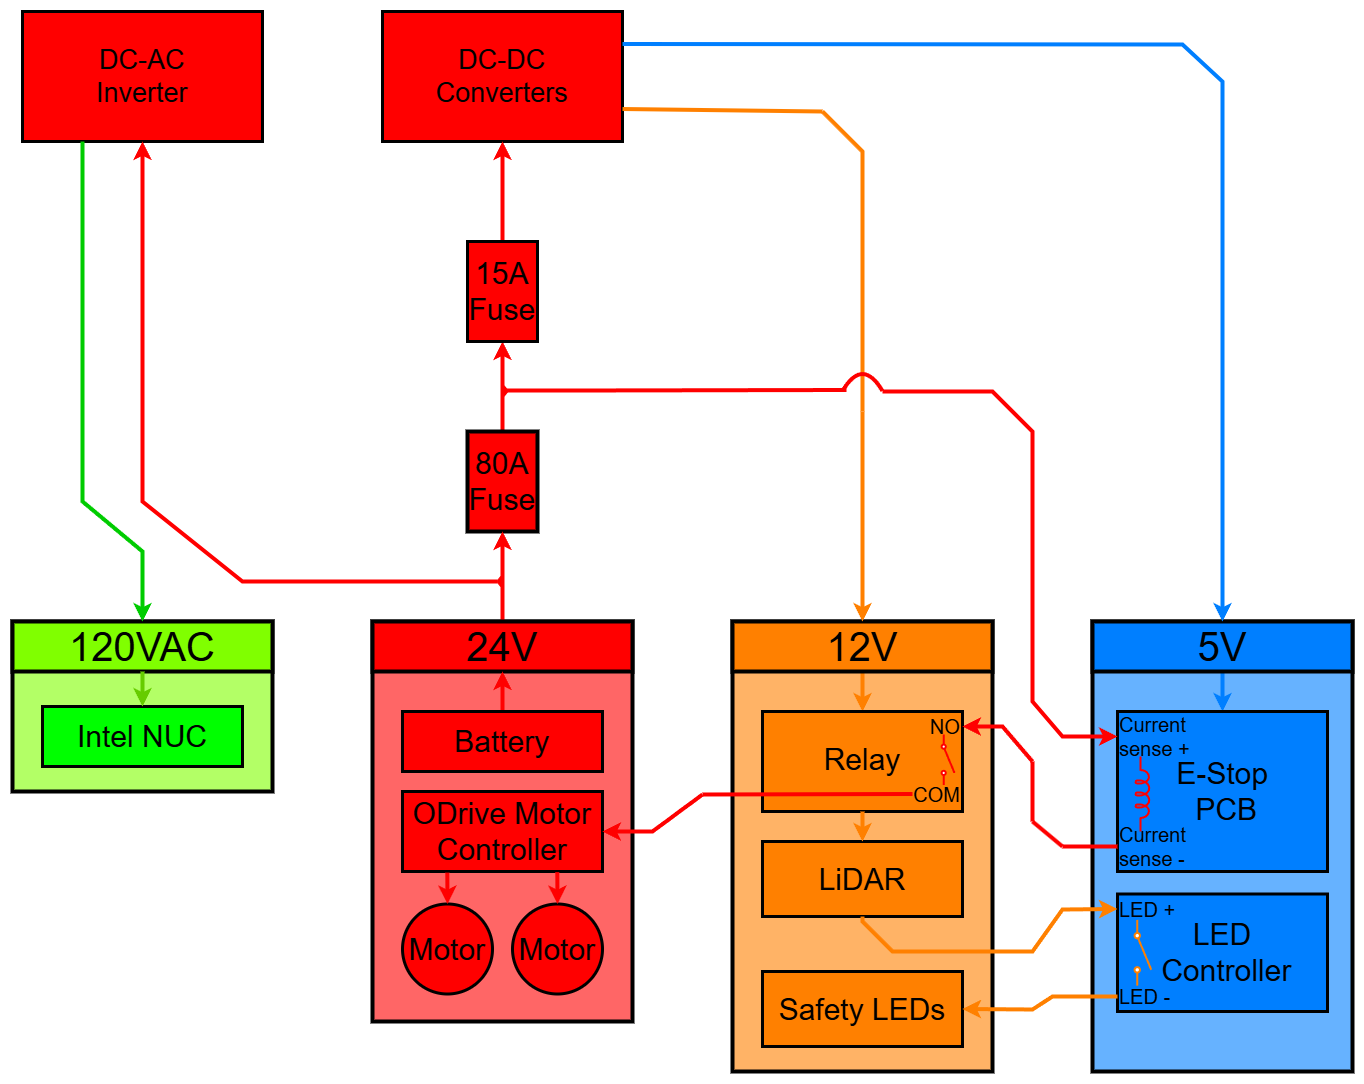 DC-AC
Inverter
DC-DC
Converters
15A
Fuse
80A
Fuse
120VAC
Intel NUC
24V
Battery
ODrive Motor
Controller
Motor
Motor
12V
Relay
NO
COM
LiDAR
Safety LEDs
5V
Current
sense +
E-Stop
PCB
Current
sense -
LED +
LED
Controller
LED -